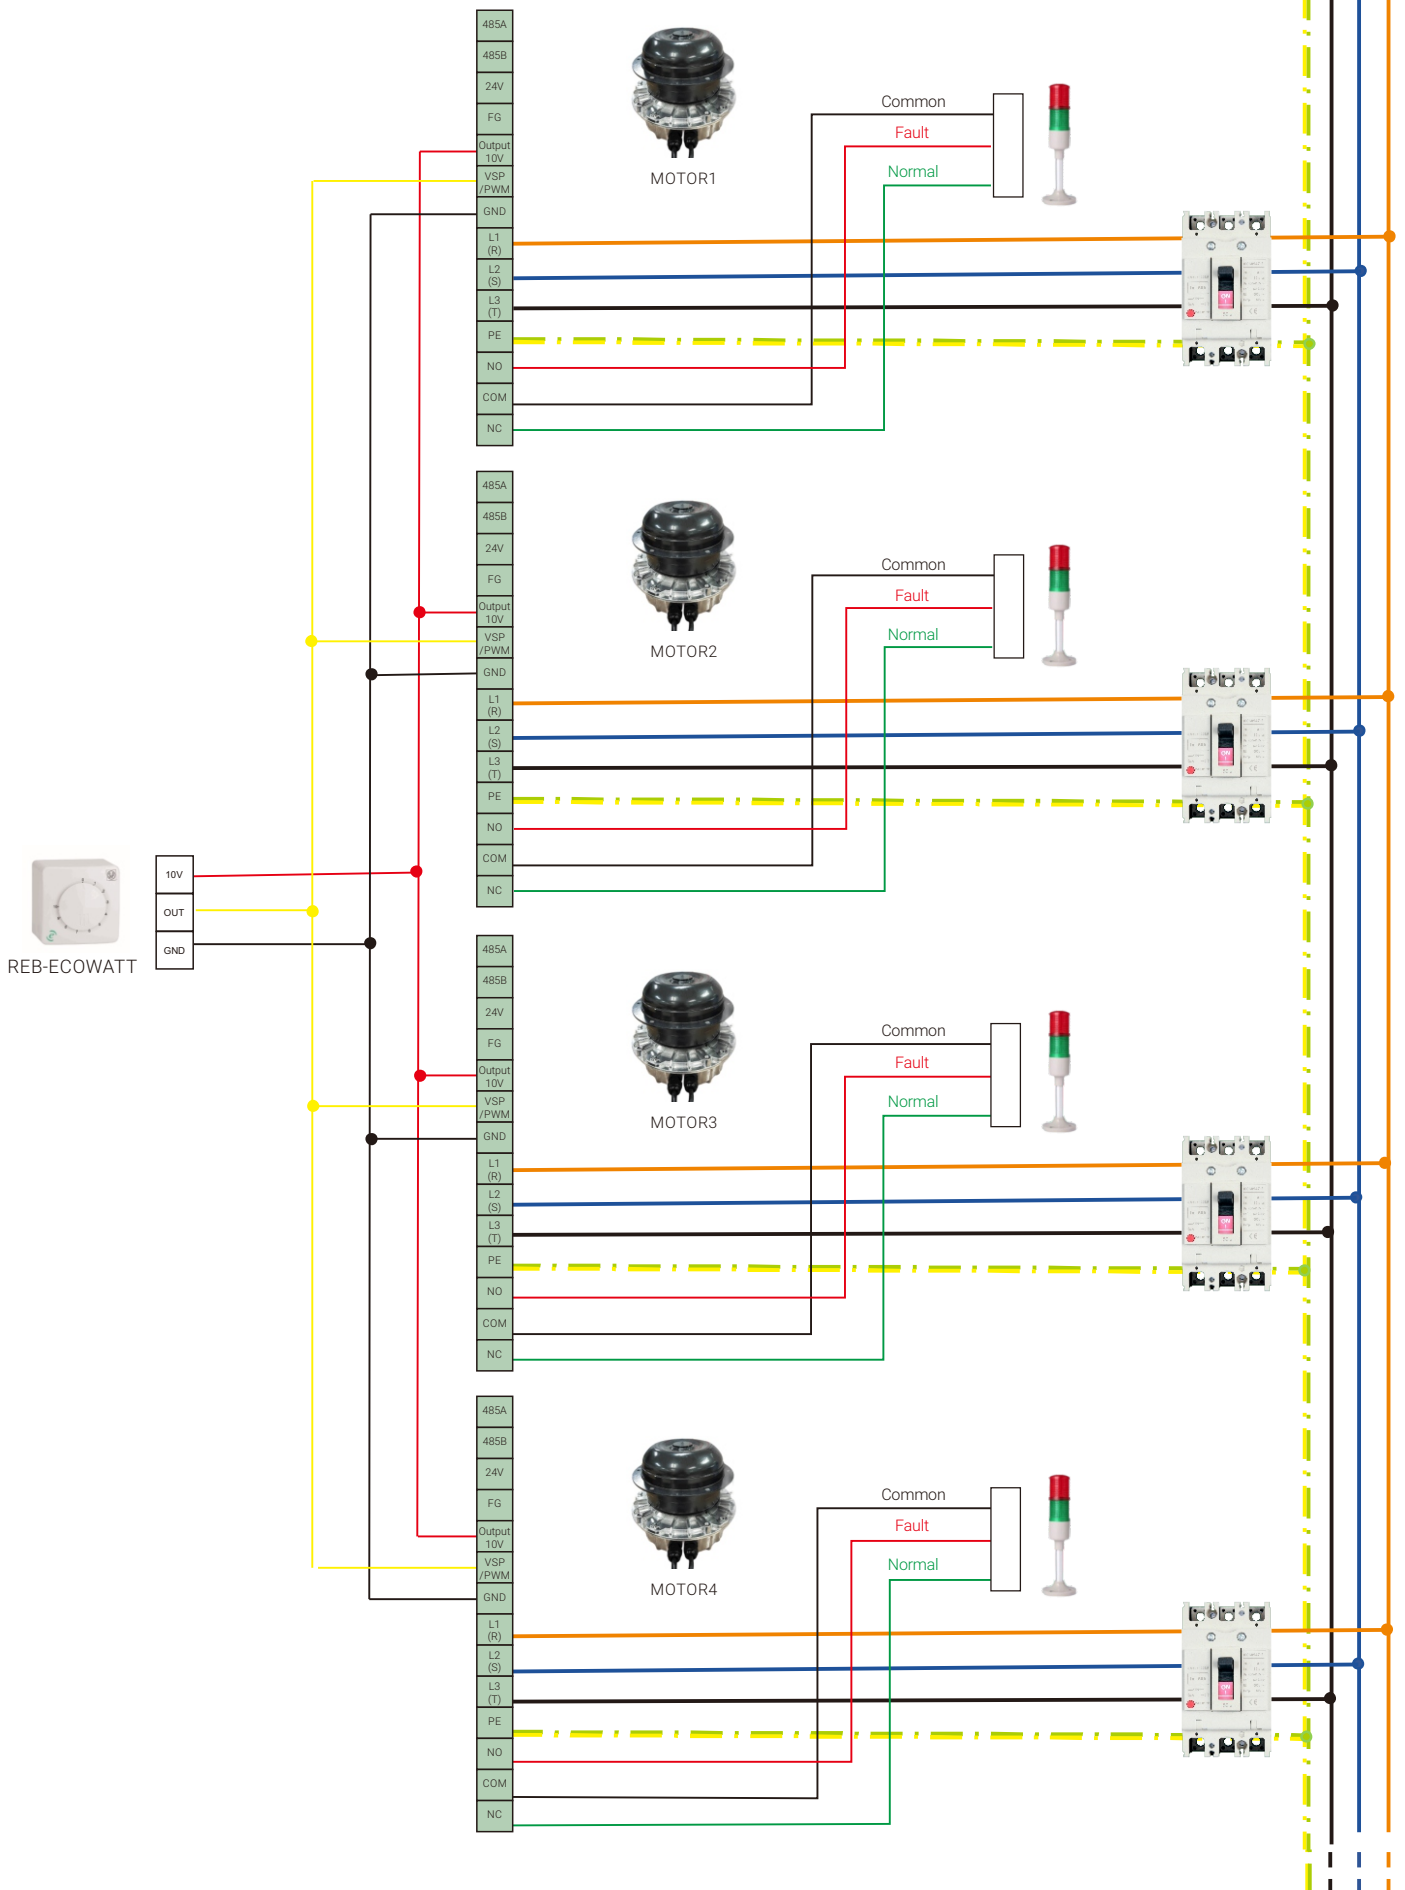 485A
485B
24V
FG
Output
10V
VSP
/PWM
GND
L1
(R)
L2
(S)
L3
(T)
PE
NO
COM
NC
MOTOR1
Common
Fault
Normal
ON
485A
485B
24V
FG
Output
10V
VSP
/PWM
GND
L1
(R)
L2
(S)
L3
(T)
PE
NO
COM
NC
MOTOR2
Common
Fault
Normal
ON
10V
OUT
GND
REB-ECOWATT
485A
485B
24V
FG
Output
10V
VSP
/PWM
GND
L1
(R)
L2
(S)
L3
(T)
PE
NO
COM
NC
MOTOR3
Common
Fault
Normal
ON
485A
485B
24V
FG
Output
10V
VSP
/PWM
GND
L1
(R)
L2
(S)
L3
(T)
PE
NO
COM
NC
MOTOR4
Common
Fault
Normal
ON